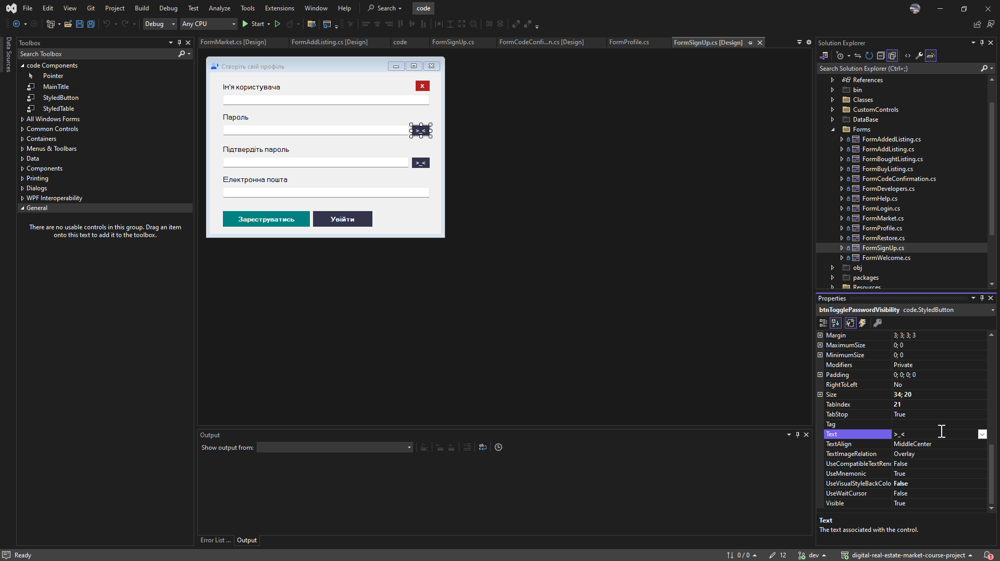 File Edit View Git Project Build Debug Test Analyze Tools Extensions Window Help Search code
Debug Any CPU Start
Data Sources
Toolbox
Search Toolbox
code Components
Pointer
MainTitle
StyledButton
StyledTable
All Windows Forms
Common Controls
Containers
Menus & Toolbars
Data
Components
Printing
Dialogs
WPF Interoperability
General
There are no usable controls in this group. Drag an item
onto this text to add it to the toolbox.
FormMarket.cs [Design] FormAddListing.cs [Design] code FormSignUp.cs FormCodeConfi...n.cs [Design] FormProfile.cs FormSignUp.cs [Design]
Створіть свій профіль
Ім'я користувача
x
Пароль
>_<
Підтвердіть пароль
>_<
Електронна пошта
Зареєструватись Увійти
Output
Show output from:
Error List ... Output
Solution Explorer
Search Solution Explorer (Ctrl+;)
References
bin
Classes
CustomControls
DataBase
Forms
FormAddedListing.cs
FormAddListing.cs
FormBoughtListing.cs
FormBuyListing.cs
FormCodeConfirmation.cs
FormDevelopers.cs
FormHelp.cs
FormLogin.cs
FormMarket.cs
FormProfile.cs
FormRestore.cs
FormSignUp.cs
FormWelcome.cs
obj
packages
Resources
Properties
btnTogglePasswordVisibility code.StyledButton
Margin 3; 3; 3; 3
MaximumSize 0; 0
MinimumSize 0; 0
Modifiers Private
Padding 0; 0; 0; 0
RightToLeft No
Size 34; 20
TabIndex 21
TabStop True
Tag
Text >_<
TextAlign MiddleCenter
TextImageRelation Overlay
UseCompatibleTextRend False
UseMnemonic True
UseVisualStyleBackColo False
UseWaitCursor False
Visible True
Text
The text associated with the control.
Ready 0 / 0 12 dev digital-real-estate-market-course-project 1